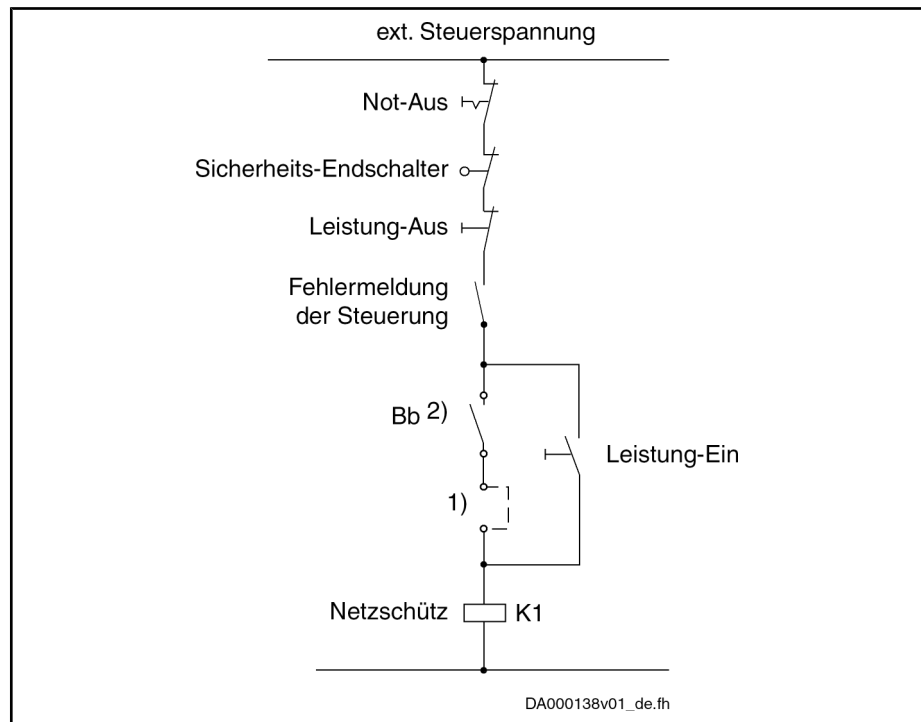 ext. Steuerspannung
Not-Aus
Sicherheits-Endschalter
Leistung-Aus
Fehlermeldung
der Steuerung
Bb 2)
Leistung-Ein
1)
Netzschütz K1
DA000138v01_de.fh